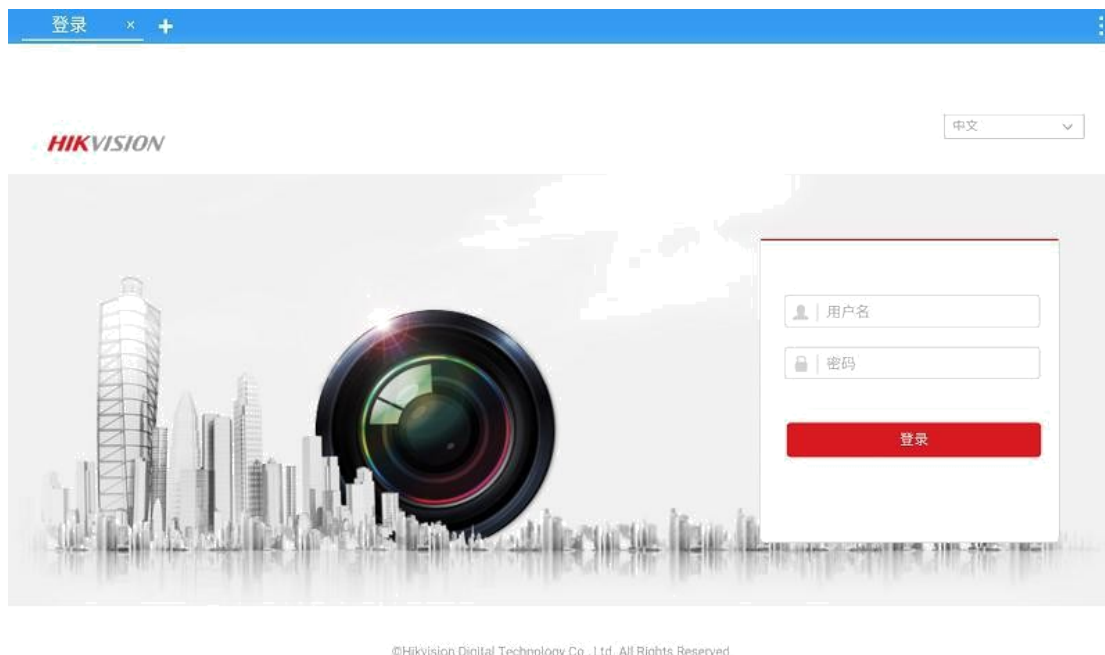 登录 × +
中文
HIKVISION
用户名
密码
登录
©Hikvision Digital Technology Co., Ltd. All Rights Reserved.